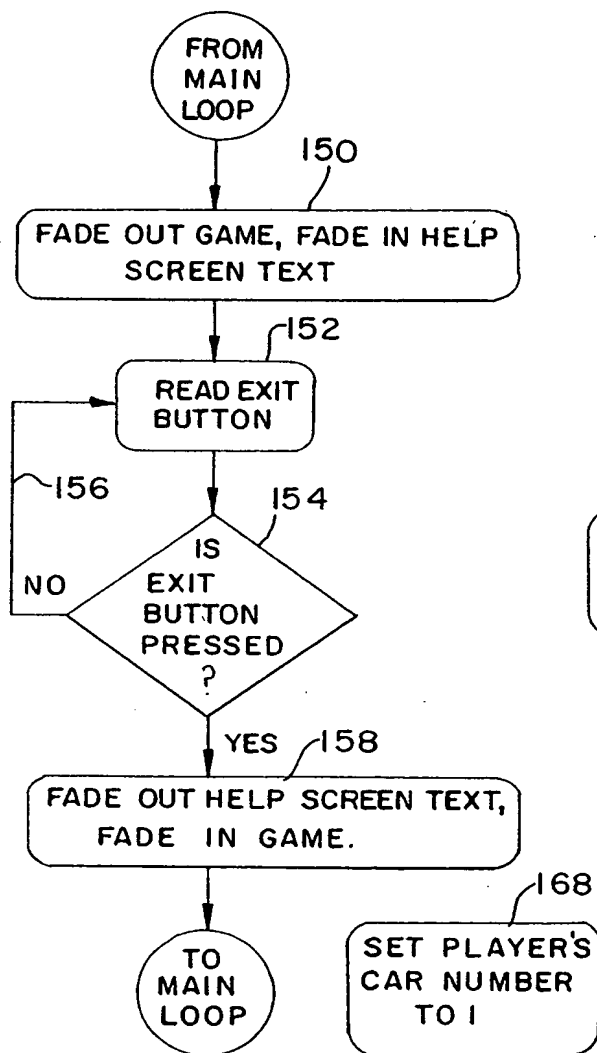 FROM
MAIN
LOOP
150
FADE OUT GAME, FADE IN HELP
SCREEN TEXT
152
READ EXIT
BUTTON
156
154
IS
EXIT
BUTTON
PRESSED
?
NO
YES
158
FADE OUT HELP SCREEN TEXT,
FADE IN GAME.
168
TO
MAIN
LOOP
SET PLAYER'S
CAR NUMBER
TO 1